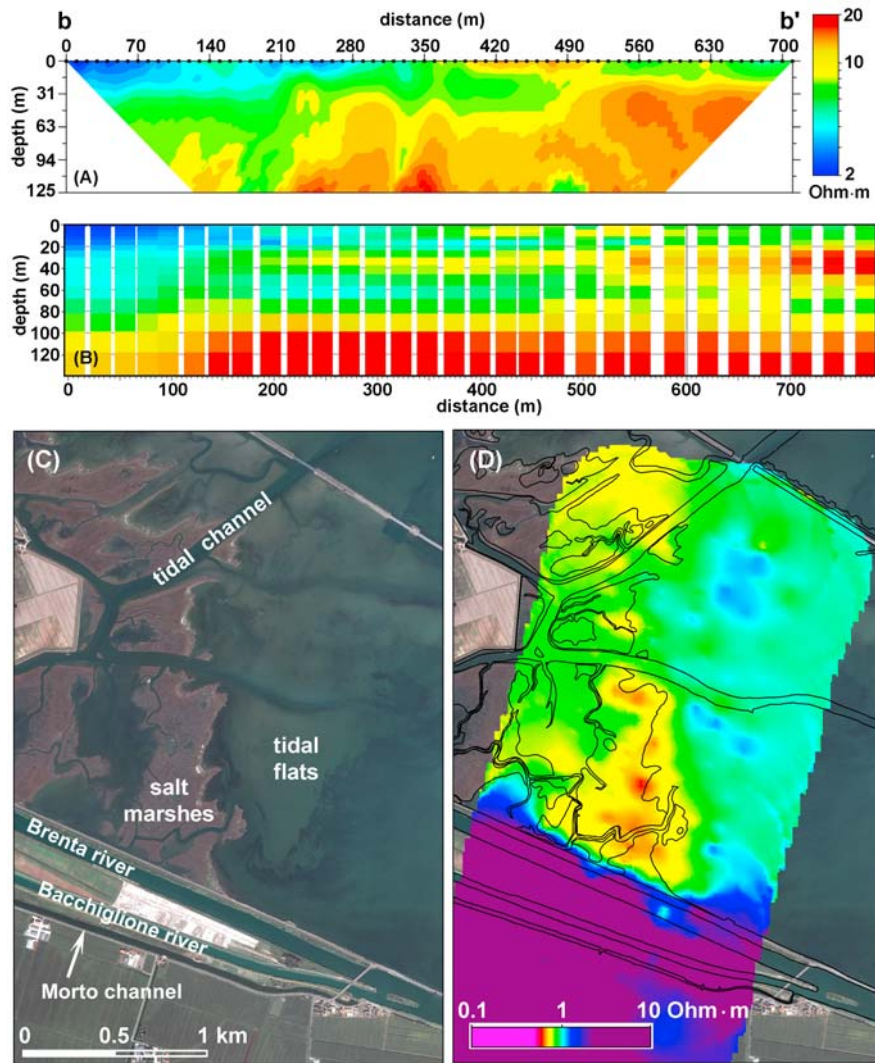 b
distance (m)
b'
0 70 140 210 280 350 420 490 560 630 700
0
31
63
94
125
depth (m)
(A)
20
10
2
Ohm·m
0
20
40
60
80
100
120
depth (m)
(B)
0 100 200 300 400 500 600 700
distance (m)
(C)
tidal channel
tidal
flats
salt
marshes
Brenta river
Bacchiglione river
Morto channel
0 0.5 1 km
(D)
0.1 1 10 Ohm·m